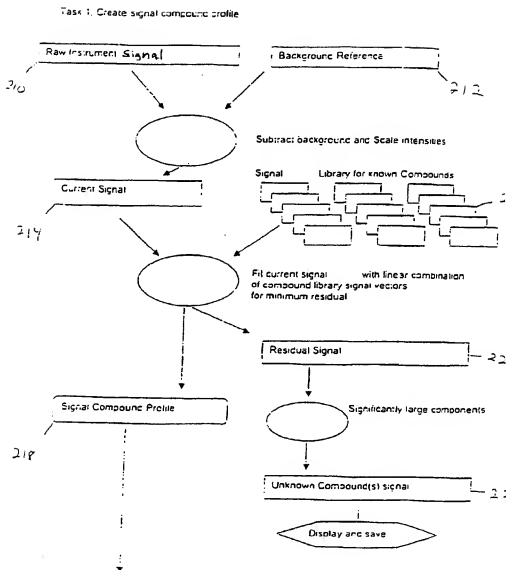 Task 1. Create signal compound profile
Raw Instrument Signal
Background Reference
210
212
Subtract background and Scale intensities
Signal Library for known Compounds
Current Signal
214
Fit current signal with linear combination
of compound library signal vectors
for minimum residual
Residual Signal
Signal Compound Profile
Significantly large components
218
Unknown Compound(s) signal
Display and save